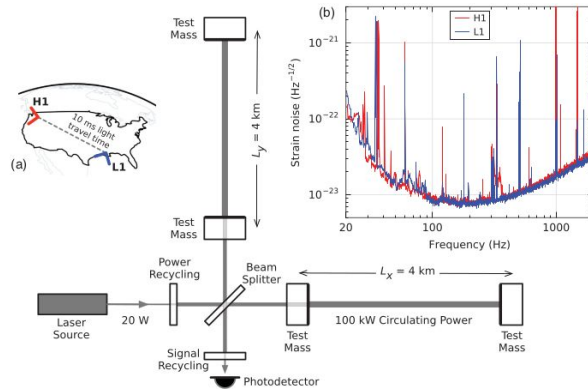 Test
Mass
L_y = 4 km
Test
Mass
(a)
H1
10 ms light
travel time
L1
(b)
H1
L1
Strain noise (Hz^{-1/2})
10^{-21}
10^{-22}
10^{-23}
20
100
1000
Frequency (Hz)
Power
Recycling
Beam
Splitter
L_x = 4 km
Laser
Source
20 W
Test
Mass
100 kW Circulating Power
Test
Mass
Signal
Recycling
Photodetector